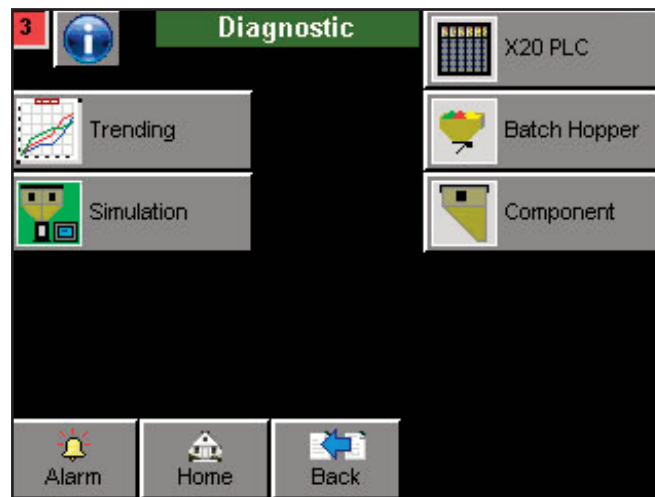 3
Diagnostic
X20 PLC
Trending
Batch Hopper
Simulation
Component
Alarm
Home
Back